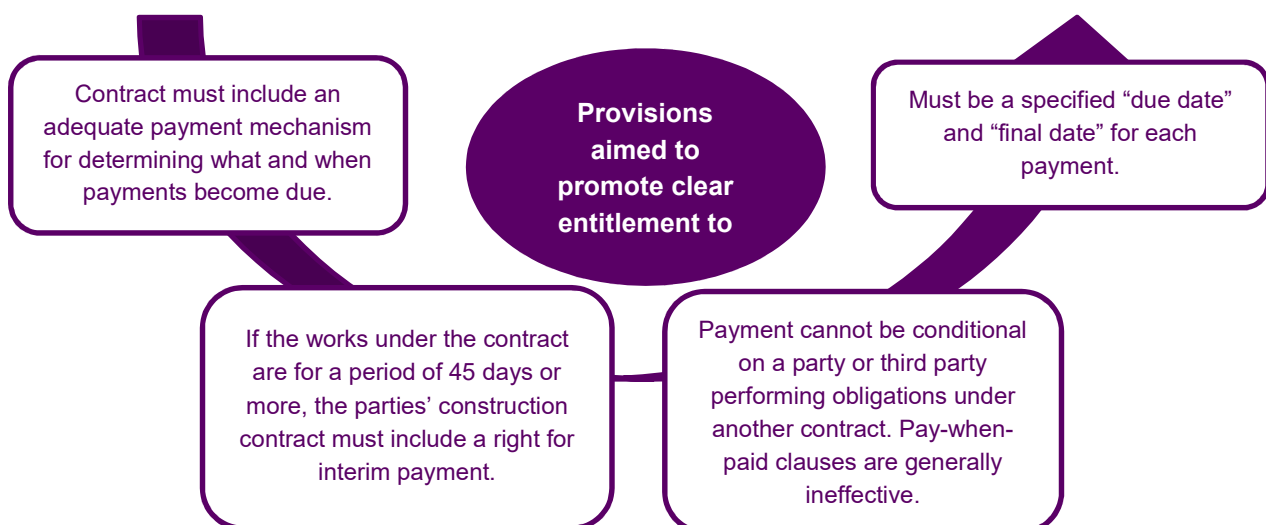 Contract must include an
adequate payment mechanism
for determining what and when
payments become due.
Provisions
aimed to
promote clear
entitlement to
Must be a specified “due date”
and “final date” for each
payment.
If the works under the contract
are for a period of 45 days or
more, the parties’ construction
contract must include a right for
interim payment.
Payment cannot be conditional
on a party or third party
performing obligations under
another contract. Pay-when-
paid clauses are generally
ineffective.